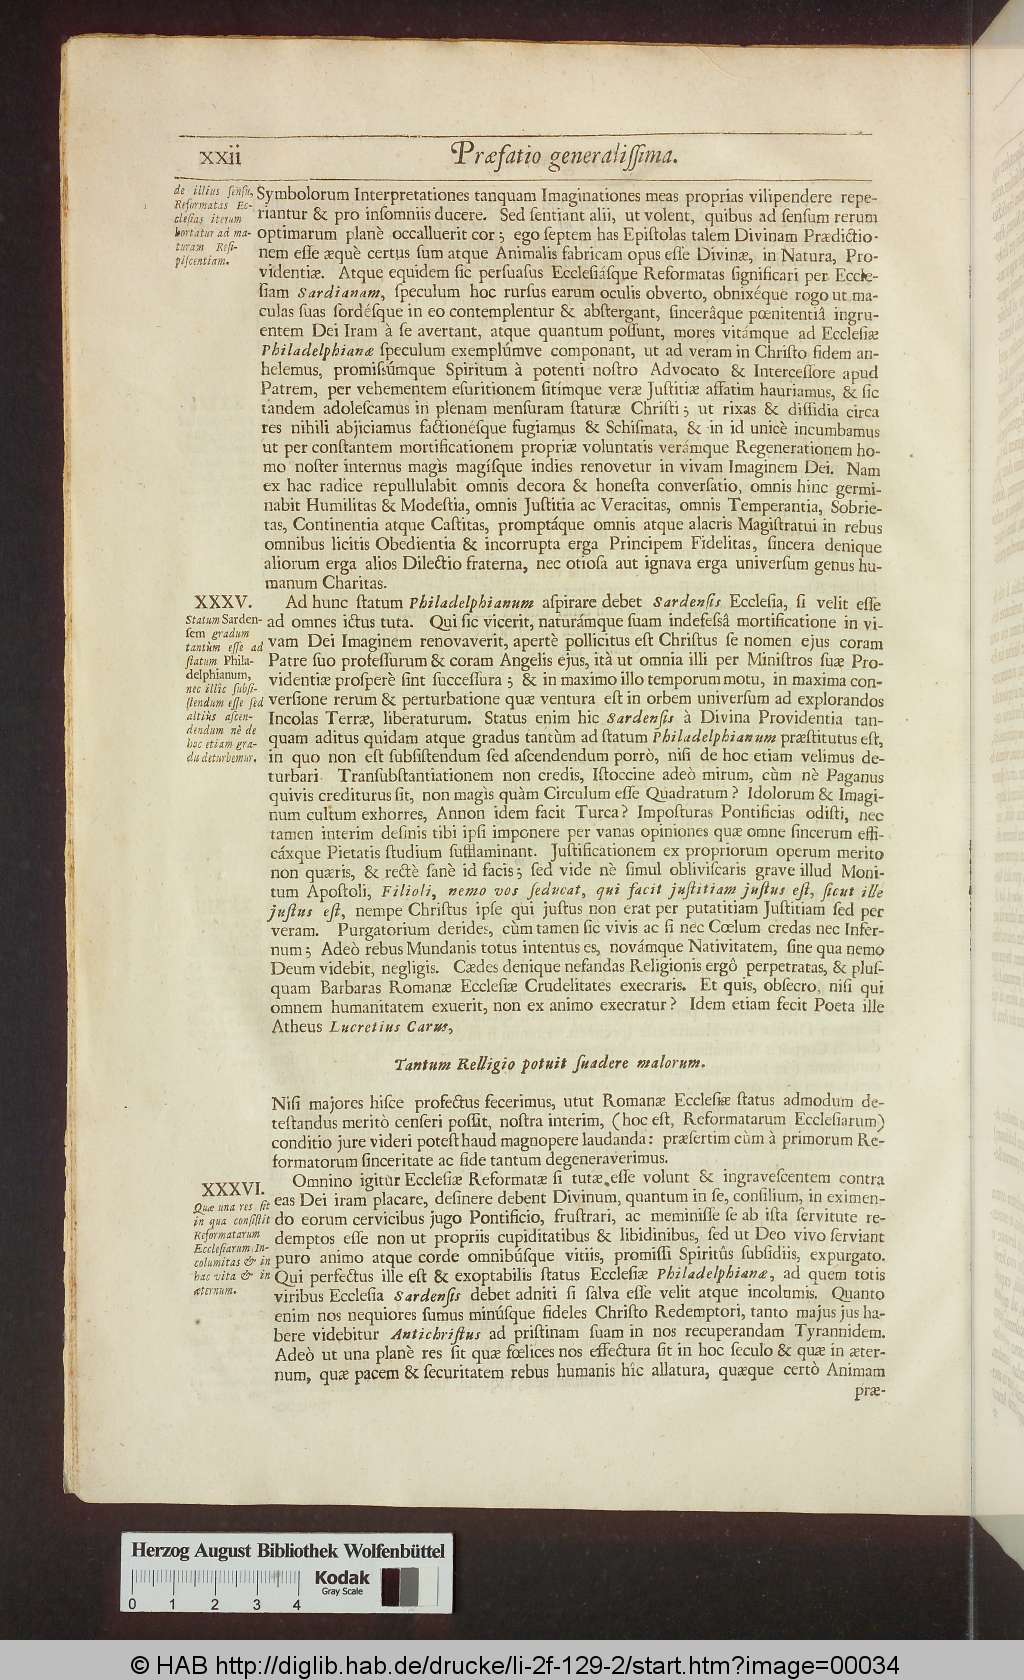 xxii
Præfatio generalissima.
de illius sensu,
Reformatas Ec-
clesias iterum
hortatur ad ma-
turam Resi-
piscentiam.
Symbolorum Interpretationes tanquam Imaginationes meas proprias vilipendere repe-
riantur & pro insomniis ducere. Sed sentiant alii, ut volent, quibus ad sensum rerum
optimarum planè occalluerit cor; ego septem has Epistolas talem Divinam Prædictio-
nem esse æquè certus sum atque Animalis fabricam opus esse Divinæ, in Natura, Pro-
videntiæ. Atque equidem sic persuasus Ecclesiásque Reformatas significari per Eccle-
siam Sardianam, speculum hoc rursus earum oculis obverto, obnixéque rogo ut ma-
culas suas sordésque in eo contemplentur & abstergant, sinceráque pœnitentiâ ingru-
entem Dei Iram à se avertant, atque quantum possunt, mores vitámque ad Ecclesiæ
Philadelphianæ speculum exemplúmve componant, ut ad veram in Christo fidem an-
helemus, promissúmque Spiritum à potenti nostro Advocato & Intercessore apud
Patrem, per vehementem esuritionem sitímque veræ Justitiæ affatim hauriamus, & sic
tandem adolescamus in plenam mensuram staturæ Christi; ut rixas & dissidia circa
res nihili abjiciamus factionésque fugiamus & Schismata, & in id unicè incumbamus
ut per constantem mortificationem propriæ voluntatis verámque Regenerationem ho-
mo noster internus magìs magísque indies renovetur in vivam Imaginem Dei. Nam
ex hac radice repullulabit omnis decora & honesta conversatio, omnis hinc germi-
nabit Humilitas & Modestia, omnis Justitia ac Veracitas, omnis Temperantia, Sobrie-
tas, Continentia atque Castitas, promptáque omnis atque alacris Magistratui in rebus
omnibus licitis Obedientia & incorrupta erga Principem Fidelitas, sincera denique
aliorum erga alios Dilectio fraterna, nec otiosa aut ignava erga universum genus hu-
manum Charitas.
XXXV.
Statum Sarden-
sem gradum
tantùm esse ad
statum Phila-
delphianum,
nec illic subsi-
stendum esse sed
altiùs ascen-
dendum nè de
hoc etiam gra-
du deturbemur.
Ad hunc statum Philadelphianum aspirare debet Sardensis Ecclesia, si velit esse
ad omnes ictus tuta. Qui sic vicerit, naturámque suam indefessâ mortificatione in vi-
vam Dei Imaginem renovaverit, apertè pollicitus est Christus se nomen ejus coram
Patre suo professurum & coram Angelis ejus, ità ut omnia illi per Ministros suæ Pro-
videntiæ prosperè sint successura; & in maximo illo temporum motu, in maxima con-
versione rerum & perturbatione quæ ventura est in orbem universum ad explorandos
Incolas Terræ, liberaturum. Status enim hic Sardensis à Divina Providentia tan-
quam aditus quidam atque gradus tantùm ad statum Philadelphianum præstitutus est,
in quo non est subsistendum sed ascendendum porrò, nisi de hoc etiam velimus de-
turbari. Transubstantiationem non credis, Istoccine adeò mirum, cùm nè Paganus
quivis crediturus sit, non magìs quàm Circulum esse Quadratum? Idolorum & Imagi-
num cultum exhorres, Annon idem facit Turca? Imposturas Pontificias odisti, nec
tamen interim desinis tibi ipsi imponere per vanas opiniones quæ omne sincerum effi-
cáxque Pietatis studium sufflaminant. Justificationem ex propriorum operum merito
non quæris, & rectè sanè id facis; sed vide nè simul obliviscaris grave illud Moni-
tum Apostoli, Filioli, nemo vos seducat, qui facit justitiam justus est, sicut ille
justus est, nempe Christus ipse qui justus non erat per putatitiam Justitiam sed per
veram. Purgatorium derides, cùm tamen sic vivis ac si nec Cœlum credas nec Infer-
num; Adeò rebus Mundanis totus intentus es, novámque Nativitatem, sine qua nemo
Deum videbit, negligis. Cædes denique nefandas Religionis ergô perpetratas, & plus-
quam Barbaras Romanæ Ecclesiæ Crudelitates execraris. Et quis, obsecro, nisi qui
omnem humanitatem exuerit, non ex animo execratur? Idem etiam fecit Poeta ille
Atheus Lucretius Carus,
Tantum Relligio potuit suadere malorum.
Nisi majores hisce profectus fecerimus, utut Romanæ Ecclesiæ status admodum de-
testandus meritò censeri possit, nostra interim, (hoc est, Reformatarum Ecclesiarum)
conditio jure videri potest haud magnopere laudanda: præsertim cùm à primorum Re-
formatorum sinceritate ac fide tantum degeneraverimus.
XXXVI.
Quæ una res sit
in qua consistit
Reformatarum
Ecclesiarum In-
columitas & in
hac vita & in
æternum.
Omnino igitur Ecclesiæ Reformatæ si tutæ esse volunt & ingravescentem contra
eas Dei iram placare, desinere debent Divinum, quantum in se, consilium, in eximen-
do eorum cervicibus jugo Pontificio, frustrari, ac meminisse se ab ista servitute re-
demptos esse non ut propriis cupiditatibus & libidinibus, sed ut Deo vivo serviant
puro animo atque corde omnibúsque vitiis, promissi Spiritûs subsidiis, expurgato.
Qui perfectus ille est & exoptabilis status Ecclesiæ Philadelphianæ, ad quem totis
viribus Ecclesia Sardensis debet adniti si salva esse velit atque incolumis. Quanto
enim nos nequiores sumus minúsque fideles Christo Redemptori, tanto majus jus ha-
bere videbitur Antichristus ad pristinam suam in nos recuperandam Tyrannidem.
Adeò ut una planè res sit quæ fœlices nos effectura sit in hoc seculo & quæ in æter-
num, quæ pacem & securitatem rebus humanis hîc allatura, quæque certò Animam
præ-
Herzog August Bibliothek Wolfenbüttel
Kodak
Gray Scale
0 1 2 3 4
© HAB http://diglib.hab.de/drucke/li-2f-129-2/start.htm?image=00034